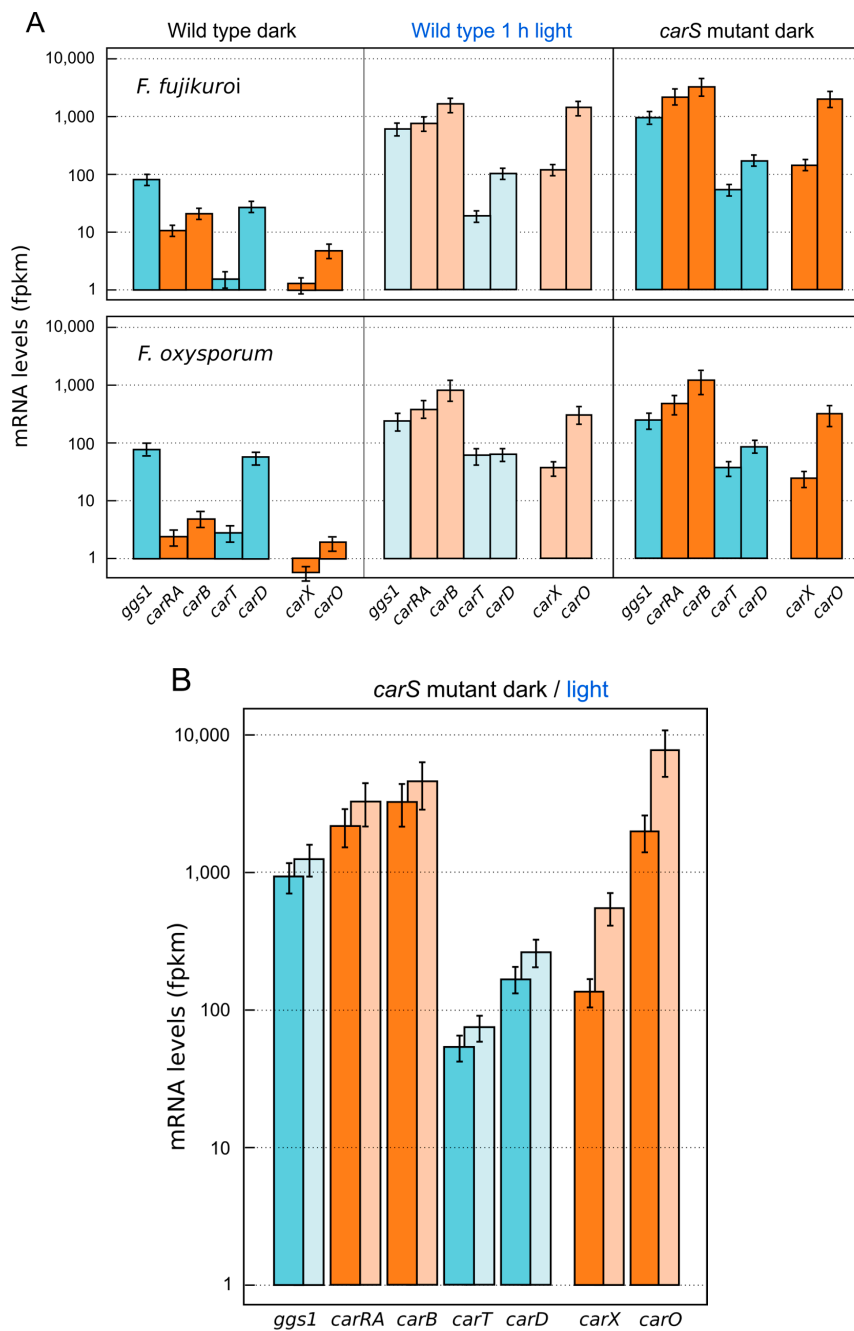 A
Wild type dark
Wild type 1 h light
carS mutant dark
F. fujikuroi
10,000
1,000
100
10
1
mRNA levels (fpkm)
F. oxysporum
10,000
1,000
100
10
1
ggs1 carRA carB carT carD carX carO
ggs1 carRA carB carT carD carX carO
ggs1 carRA carB carT carD carX carO
B
carS mutant dark / light
10,000
1,000
100
10
1
mRNA levels (fpkm)
ggs1 carRA carB carT carD carX carO